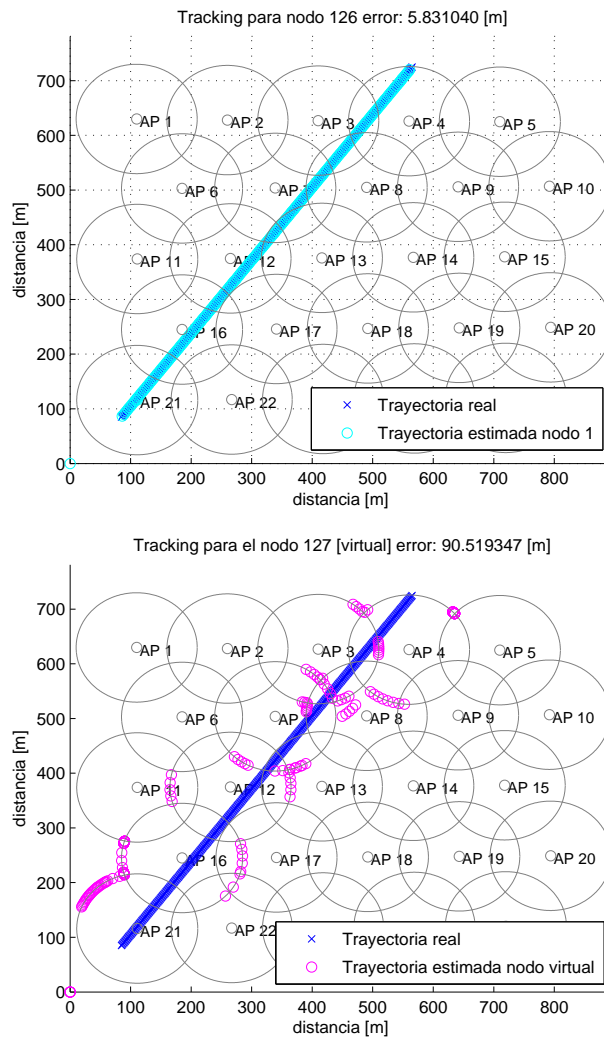 Tracking para nodo 126 error: 5.831040 [m]
700
600
500
400
300
200
100
0
distancia [m]
AP 1
AP 2
AP 3
AP 4
AP 5
AP 6
AP 8
AP 9
AP 10
AP 11
AP 12
AP 13
AP 14
AP 15
AP 16
AP 17
AP 18
AP 19
AP 20
AP 21
AP 22
Trayectoria real
Trayectoria estimada nodo 1
0 100 200 300 400 500 600 700 800
distancia [m]
Tracking para el nodo 127 [virtual] error: 90.519347 [m]
700
600
500
400
300
200
100
0
distancia [m]
AP 1
AP 2
AP 3
AP 4
AP 5
AP 6
AP 8
AP 9
AP 10
AP 11
AP 12
AP 13
AP 14
AP 15
AP 16
AP 17
AP 18
AP 19
AP 20
AP 21
AP 22
Trayectoria real
Trayectoria estimada nodo virtual
0 100 200 300 400 500 600 700 800
distancia [m]